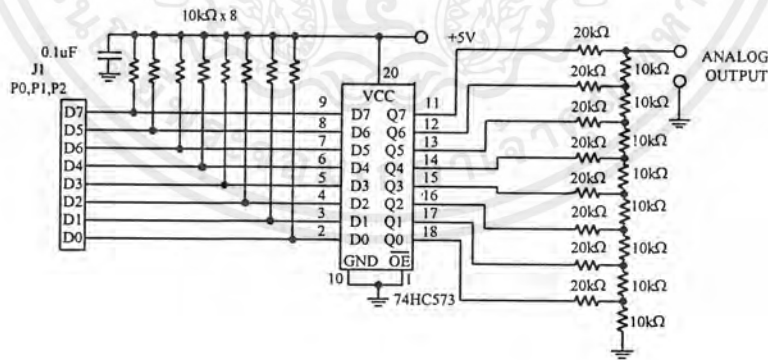 10kΩ x 8
+5V
0.1uF
J1
P0,P1,P2
D7
D5
D6
D4
D3
D2
D1
D0
9
8
7
6
5
4
3
2
20
VCC
D7 Q7
D6 Q6
D5 Q5
D4 Q4
D3 Q3
D2 Q2
D1 Q1
D0 Q0
GND OE
10
1
74HC573
11
12
13
14
15
16
17
18
20kΩ
20kΩ
20kΩ
20kΩ
20kΩ
20kΩ
20kΩ
20kΩ
10kΩ
10kΩ
10kΩ
10kΩ
10kΩ
10kΩ
10kΩ
10kΩ
ANALOG
OUTPUT